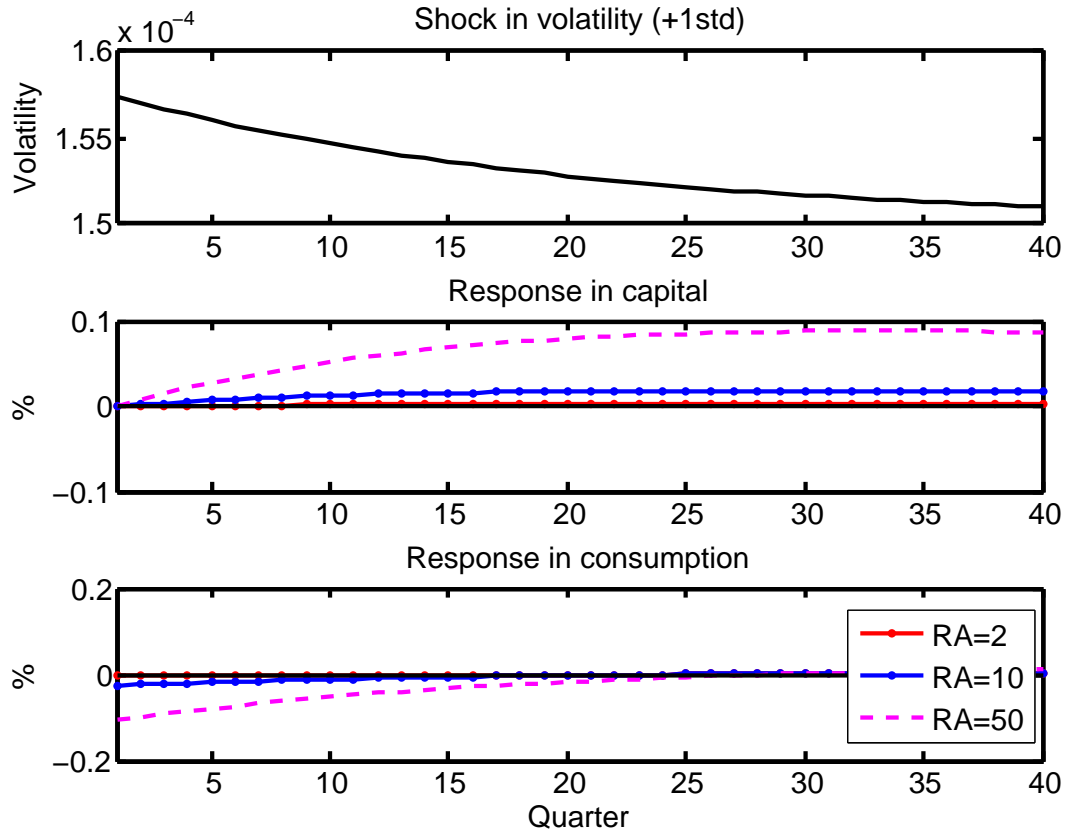 Shock in volatility (+1std)
x 10−4
1.6
1.55
1.5
Volatility
5 10 15 20 25 30 35 40
Response in capital
0.1
0
−0.1
%
5 10 15 20 25 30 35 40
Response in consumption
0.2
0
−0.2
%
RA=2
RA=10
RA=50
5 10 15 20 25 30 35 40
Quarter